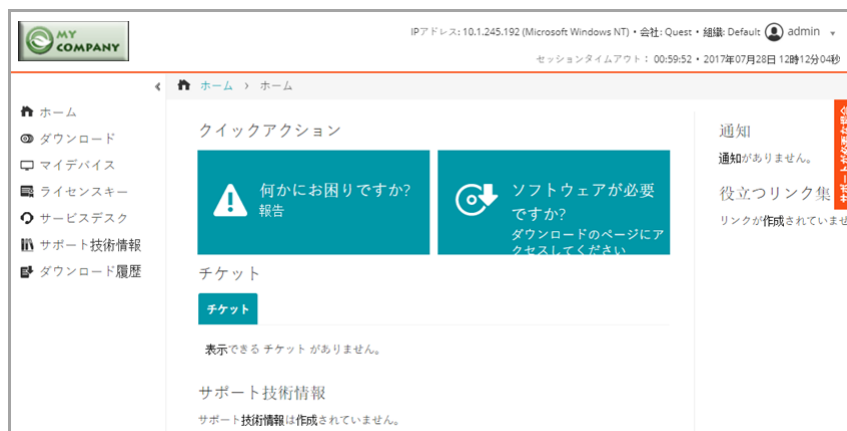 MY
COMPANY
IPアドレス: 10.1.245.192 (Microsoft Windows NT) • 会社: Quest • 組織: Default admin
セッションタイムアウト： 00:59:52 • 2017年07月28日 12時12分04秒
ホーム › ホーム
ホーム
ダウンロード
マイデバイス
ライセンスキー
サービスデスク
サポート技術情報
ダウンロード履歴
クイックアクション
何かにお困りですか?
報告
ソフトウェアが必要
ですか?
ダウンロードのページにア
クセスしてください
チケット
チケット
表示できる チケット がありません。
サポート技術情報
サポート技術情報は作成されていません。
通知
通知がありません。
役立つリンク集
リンクが作成されていませ